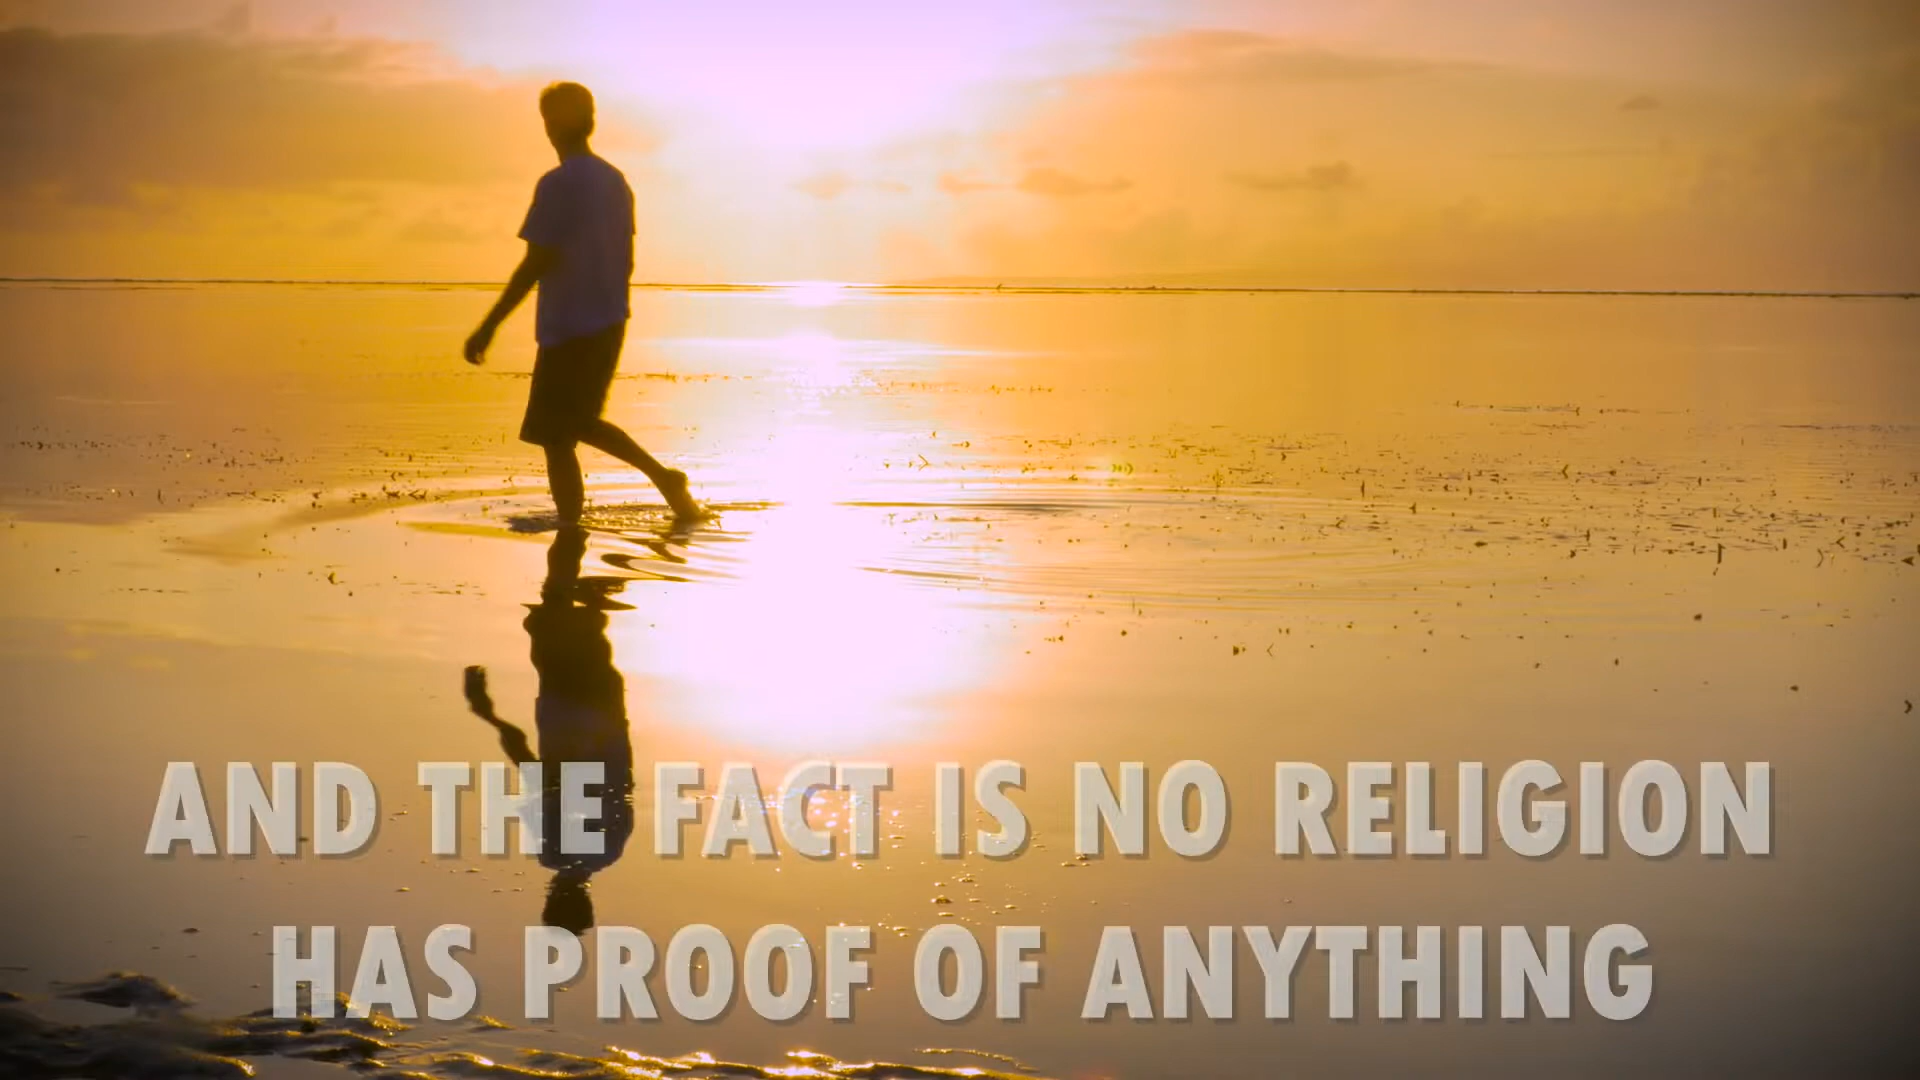 AND THE FACT IS NO RELIGION
HAS PROOF OF ANYTHING